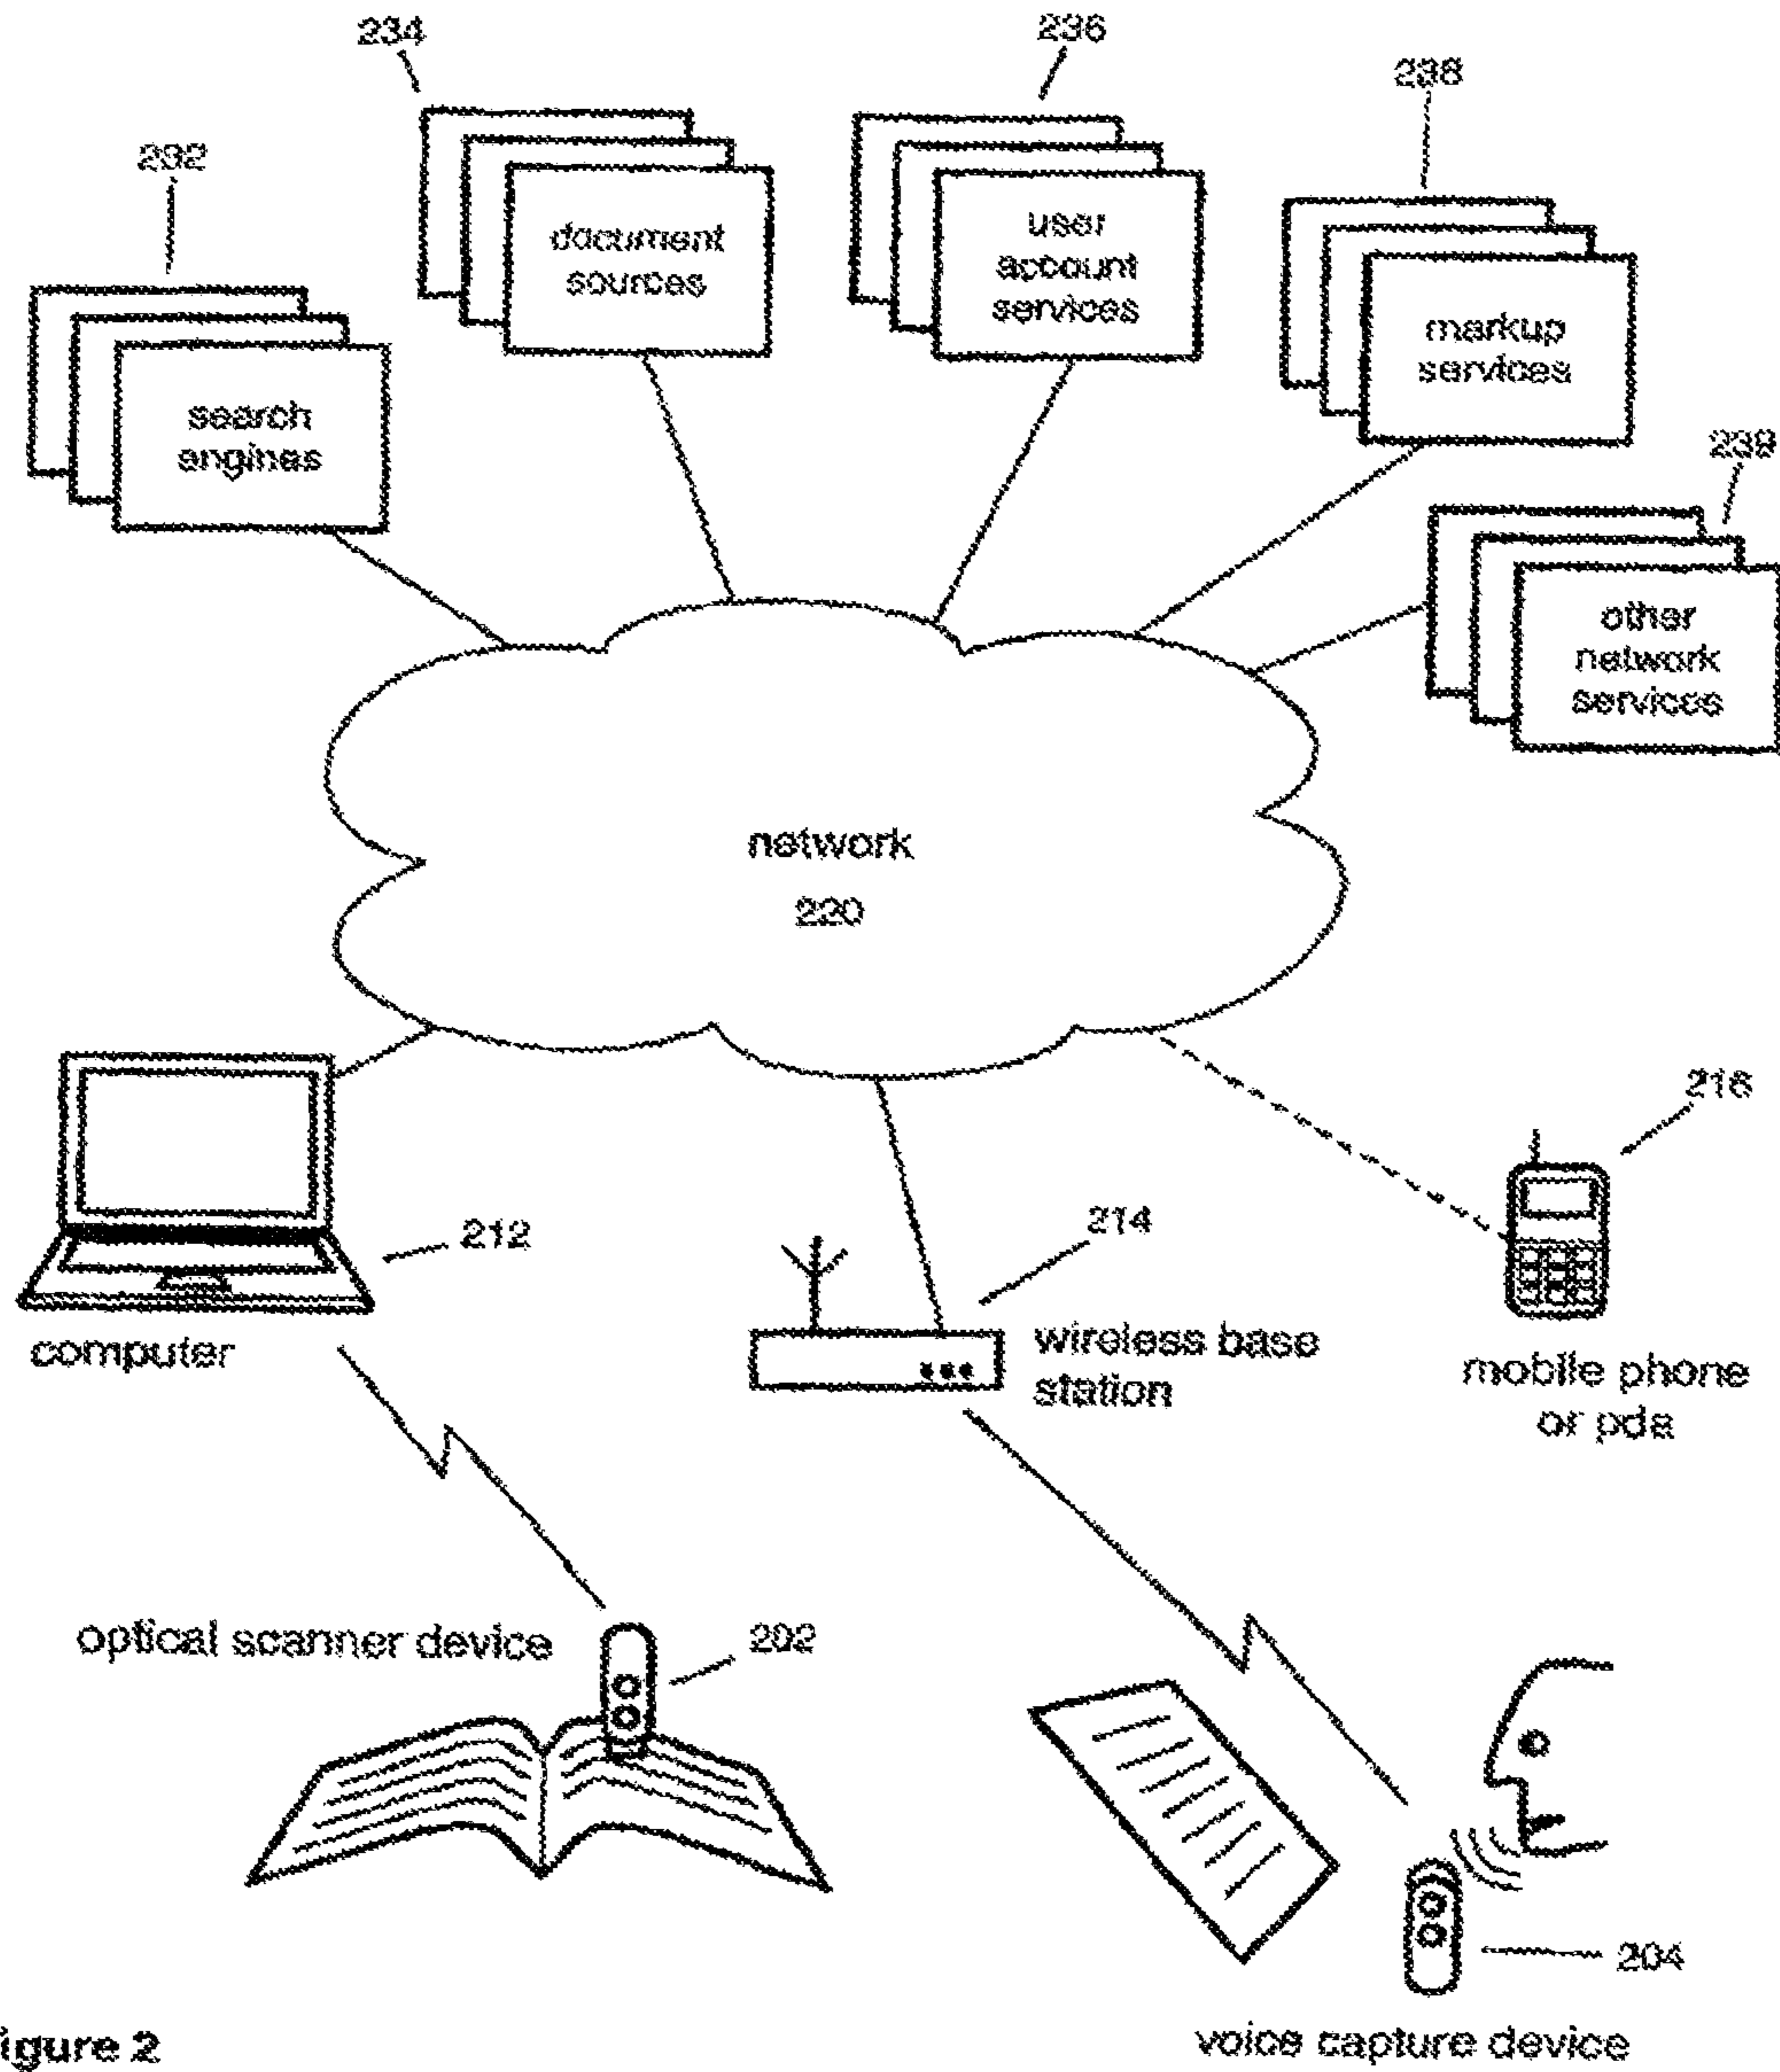 234
236
238
232
document
sources
user
account
services
markup
services
search
engines
239
other
network
services
network
220
216
212
214
computer
wireless base
station
mobile phone
or pda
optical scanner device
202
204
voice capture device
igure 2